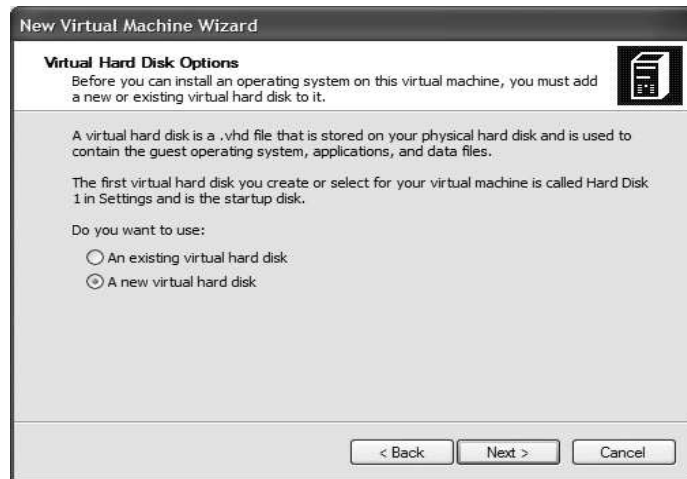 New Virtual Machine Wizard
Virtual Hard Disk Options
Before you can install an operating system on this virtual machine, you must add
a new or existing virtual hard disk to it.
A virtual hard disk is a .vhd file that is stored on your physical hard disk and is used to
contain the guest operating system, applications, and data files.
The first virtual hard disk you create or select for your virtual machine is called Hard Disk
1 in Settings and is the startup disk.
Do you want to use:
An existing virtual hard disk
A new virtual hard disk
< Back Next > Cancel